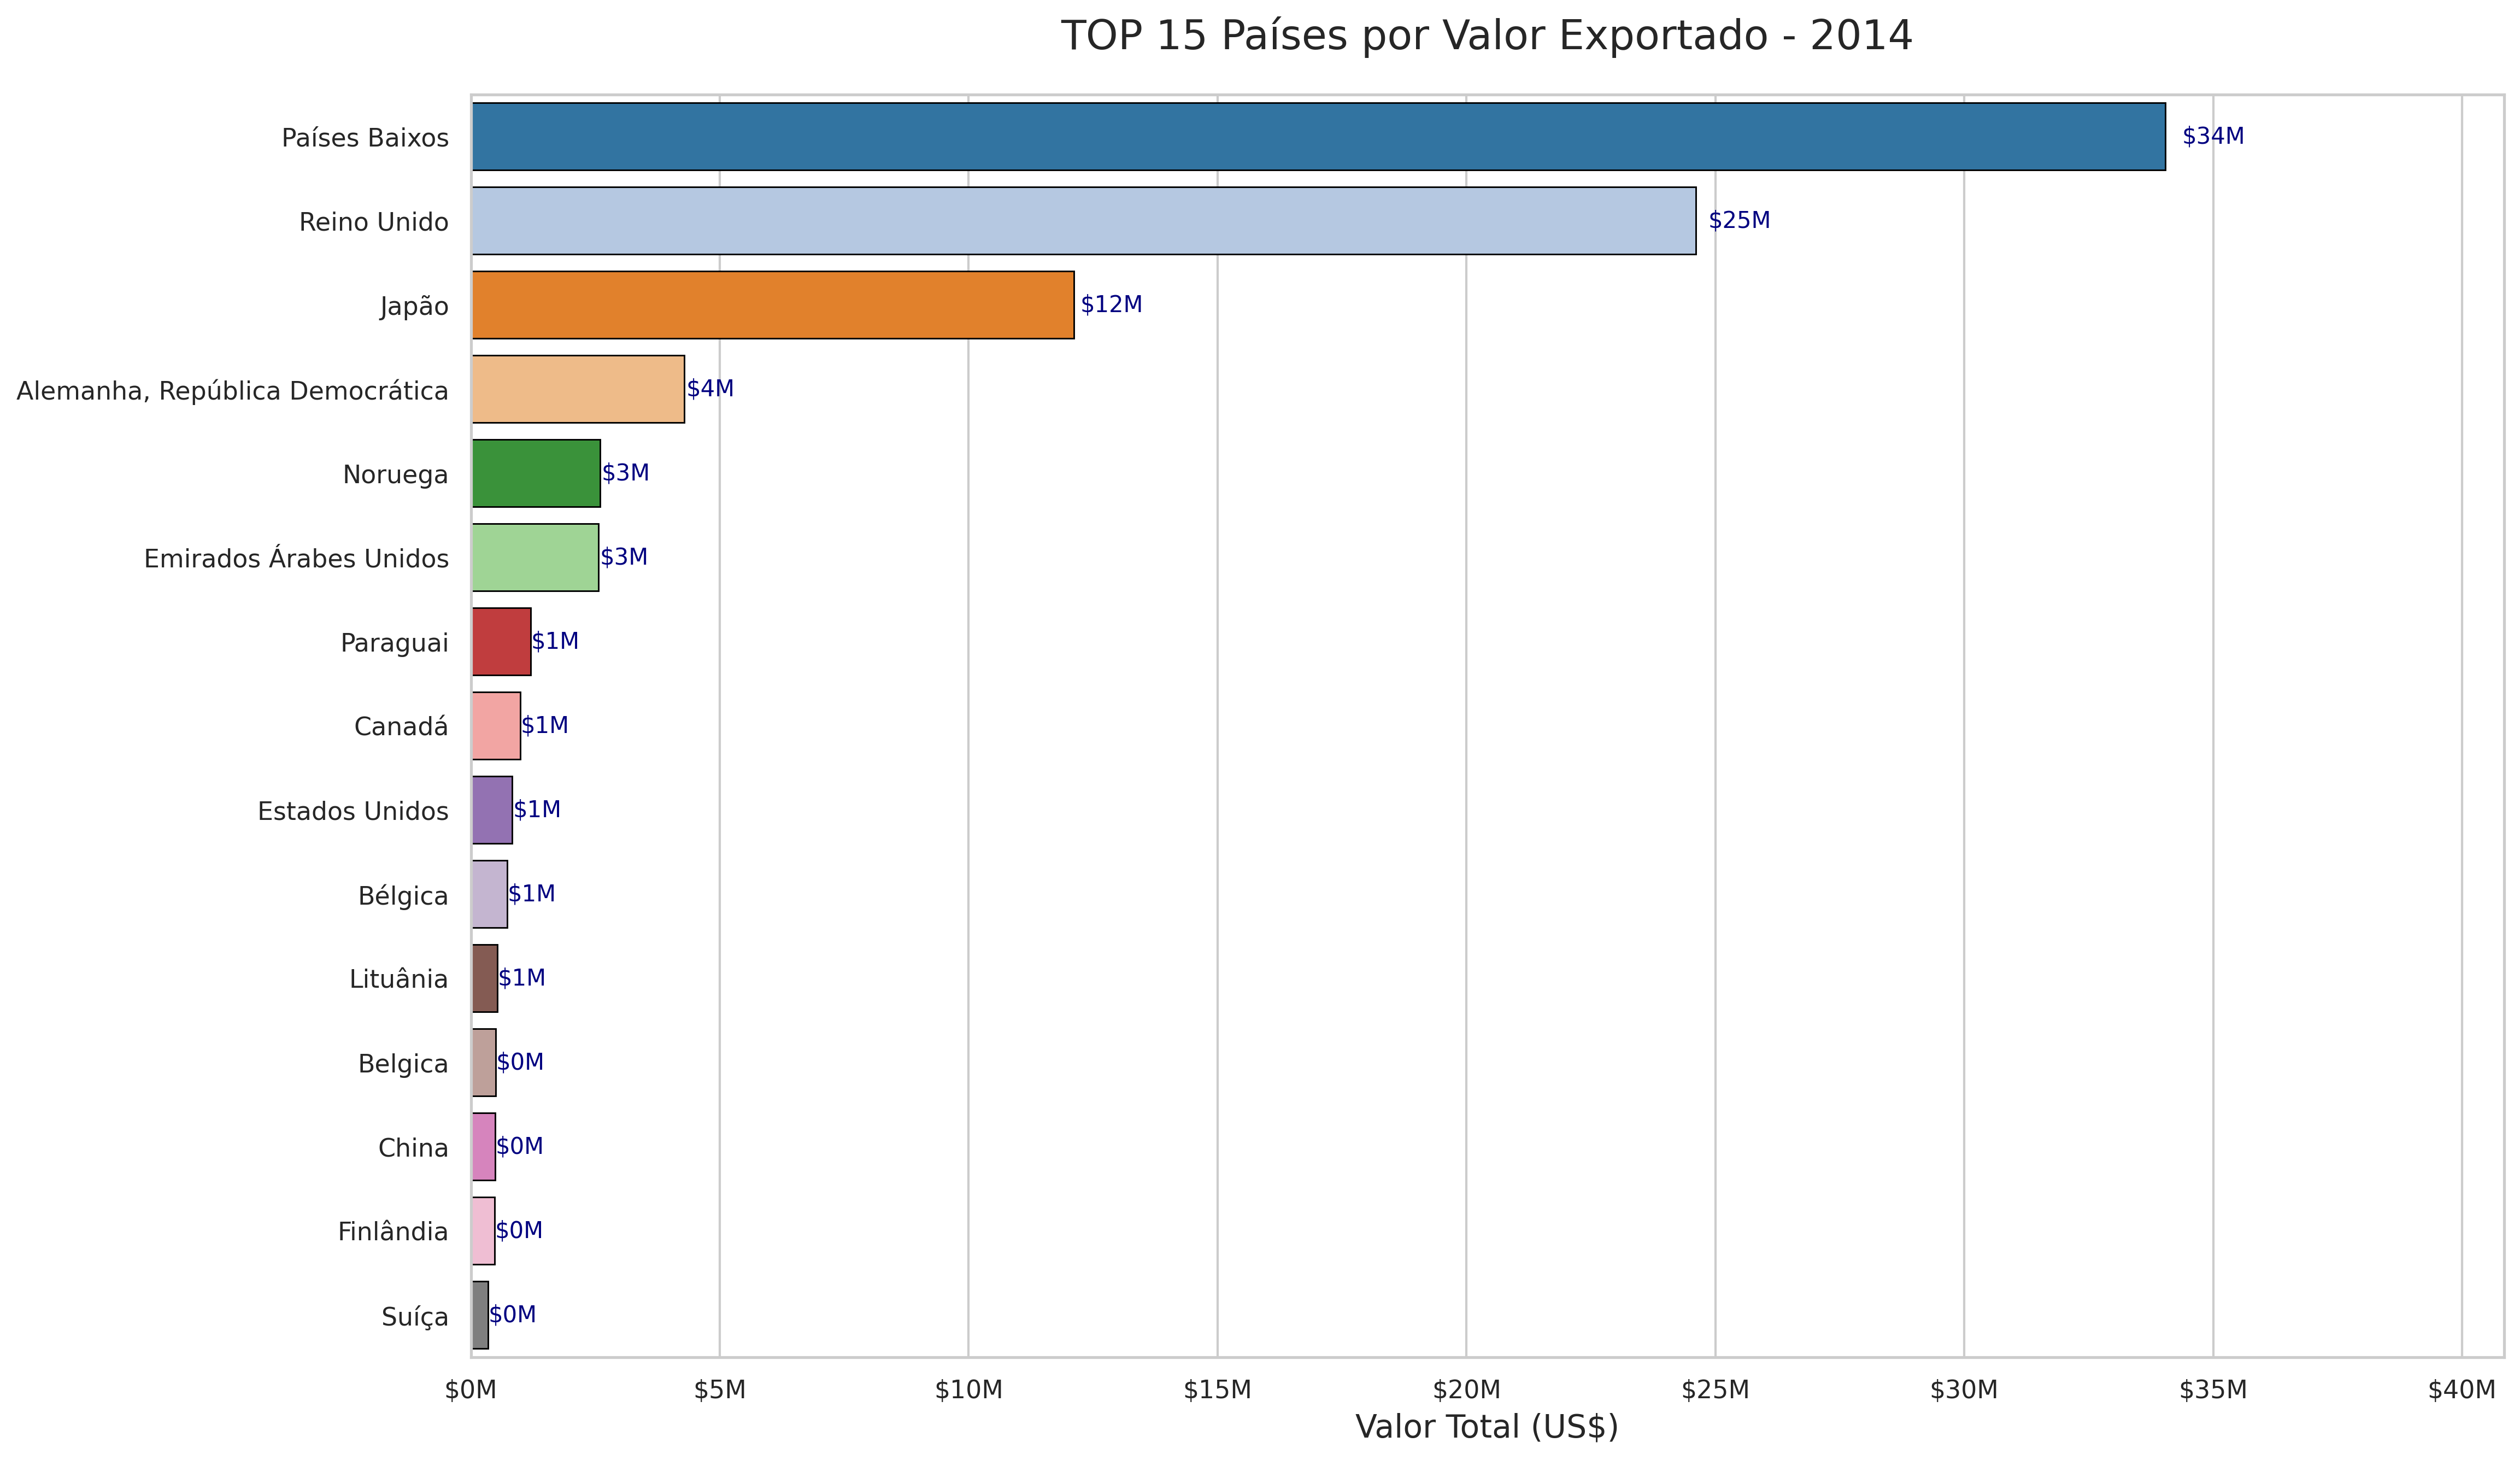 TOP 15 Países por Valor Exportado - 2014
Países Baixos $34M
Reino Unido $25M
Japão $12M
Alemanha, República Democrática $4M
Noruega $3M
Emirados Árabes Unidos $3M
Paraguai $1M
Canadá $1M
Estados Unidos $1M
Bélgica $1M
Lituânia $1M
Belgica $0M
China $0M
Finlândia $0M
Suíça $0M
$0M $5M $10M $15M $20M $25M $30M $35M $40M
Valor Total (US$)